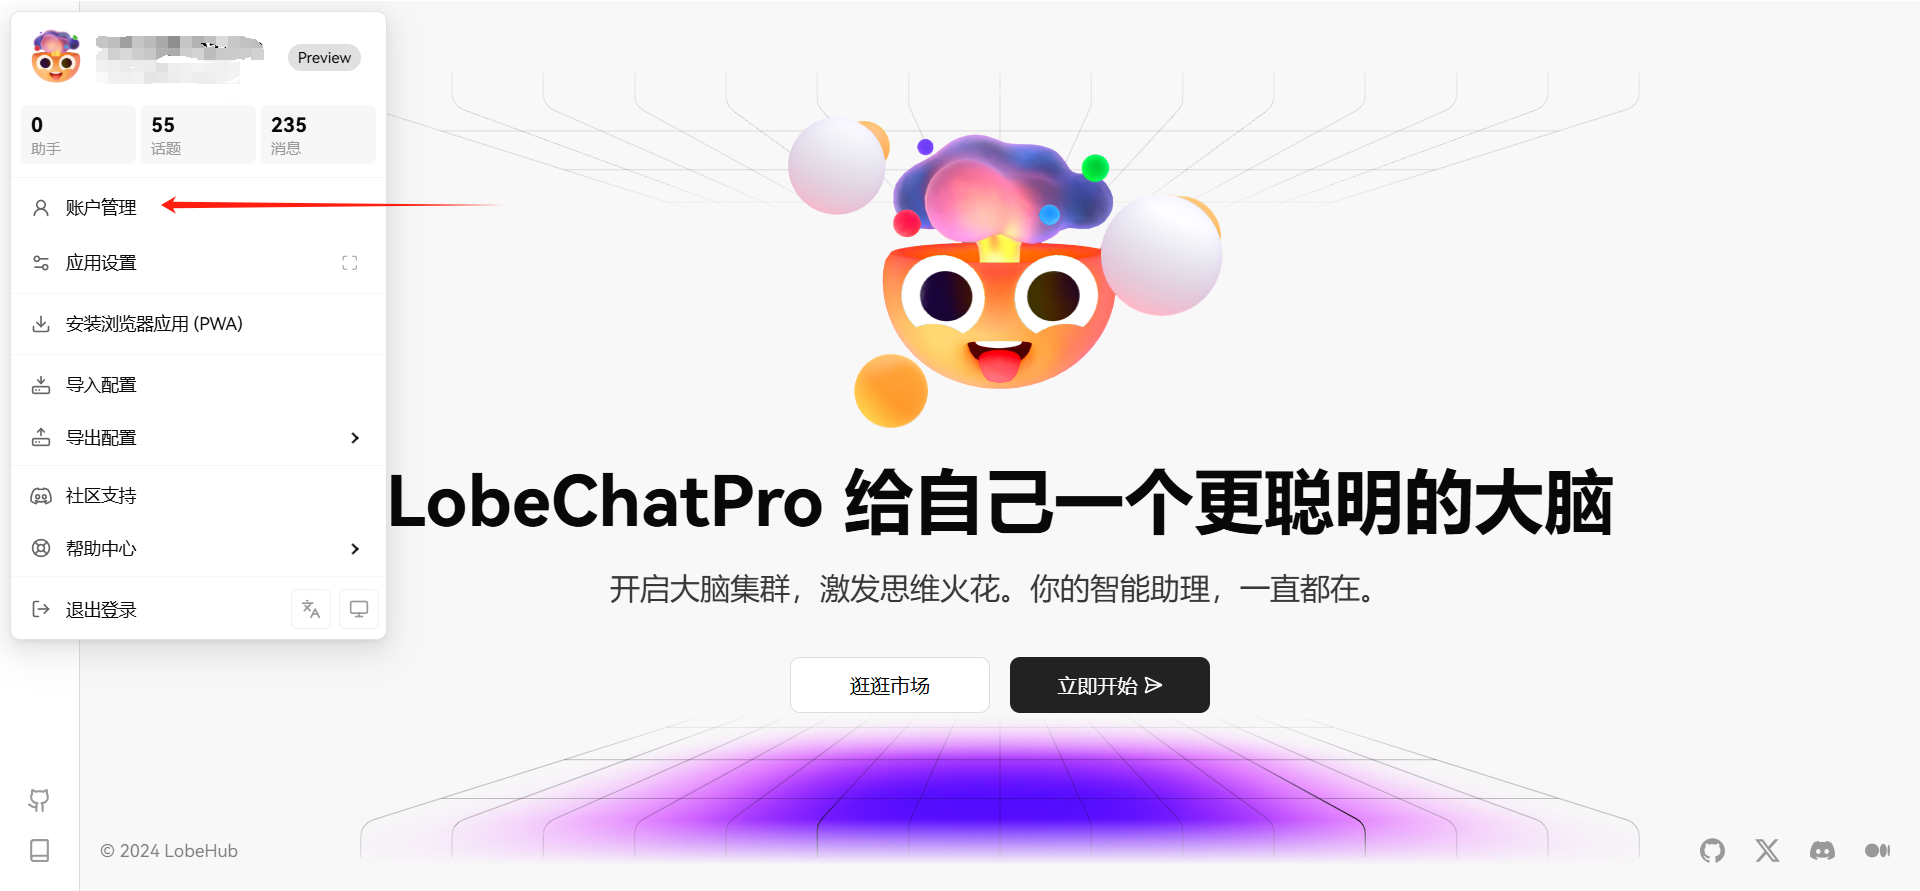 Preview
0
助手
55
话题
235
消息
账户管理
应用设置
安装浏览器应用 (PWA)
导入配置
导出配置
社区支持
帮助中心
退出登录
LobeChatPro 给自己一个更聪明的大脑
开启大脑集群，激发思维火花。你的智能助理，一直都在。
逛逛市场
立即开始
© 2024 LobeHub